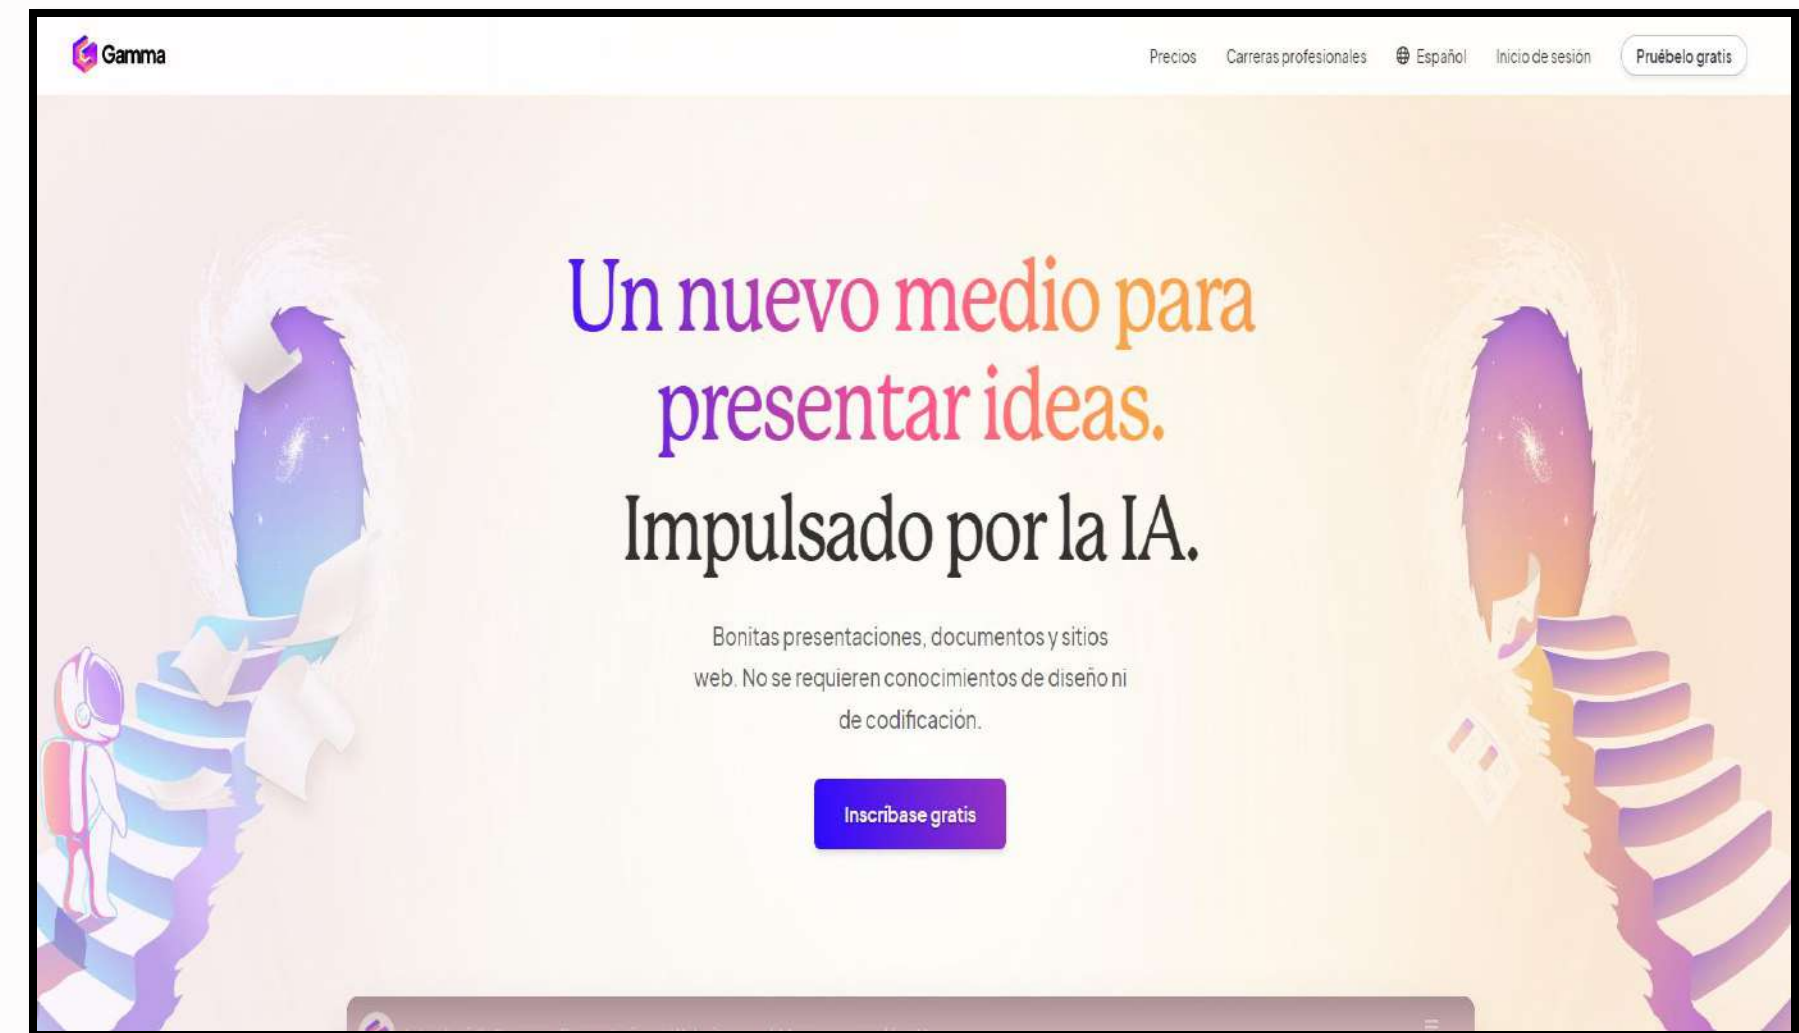 Gamma
Precios
Carreras profesionales
Español
Inicio de sesión
Pruébelo gratis
Un nuevo medio para
presentar ideas.
Impulsado por la IA.
Bonitas presentaciones, documentos y sitios
web. No se requieren conocimientos de diseño ni
de codificación.
Inscríbase gratis